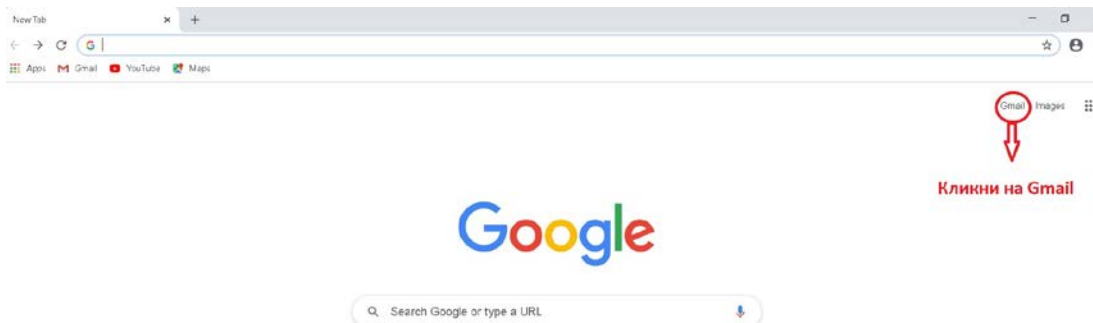 New Tab
Apps Gmail YouTube Maps
Gmail Images
Кликни на Gmail
Google
Search Google or type a URL